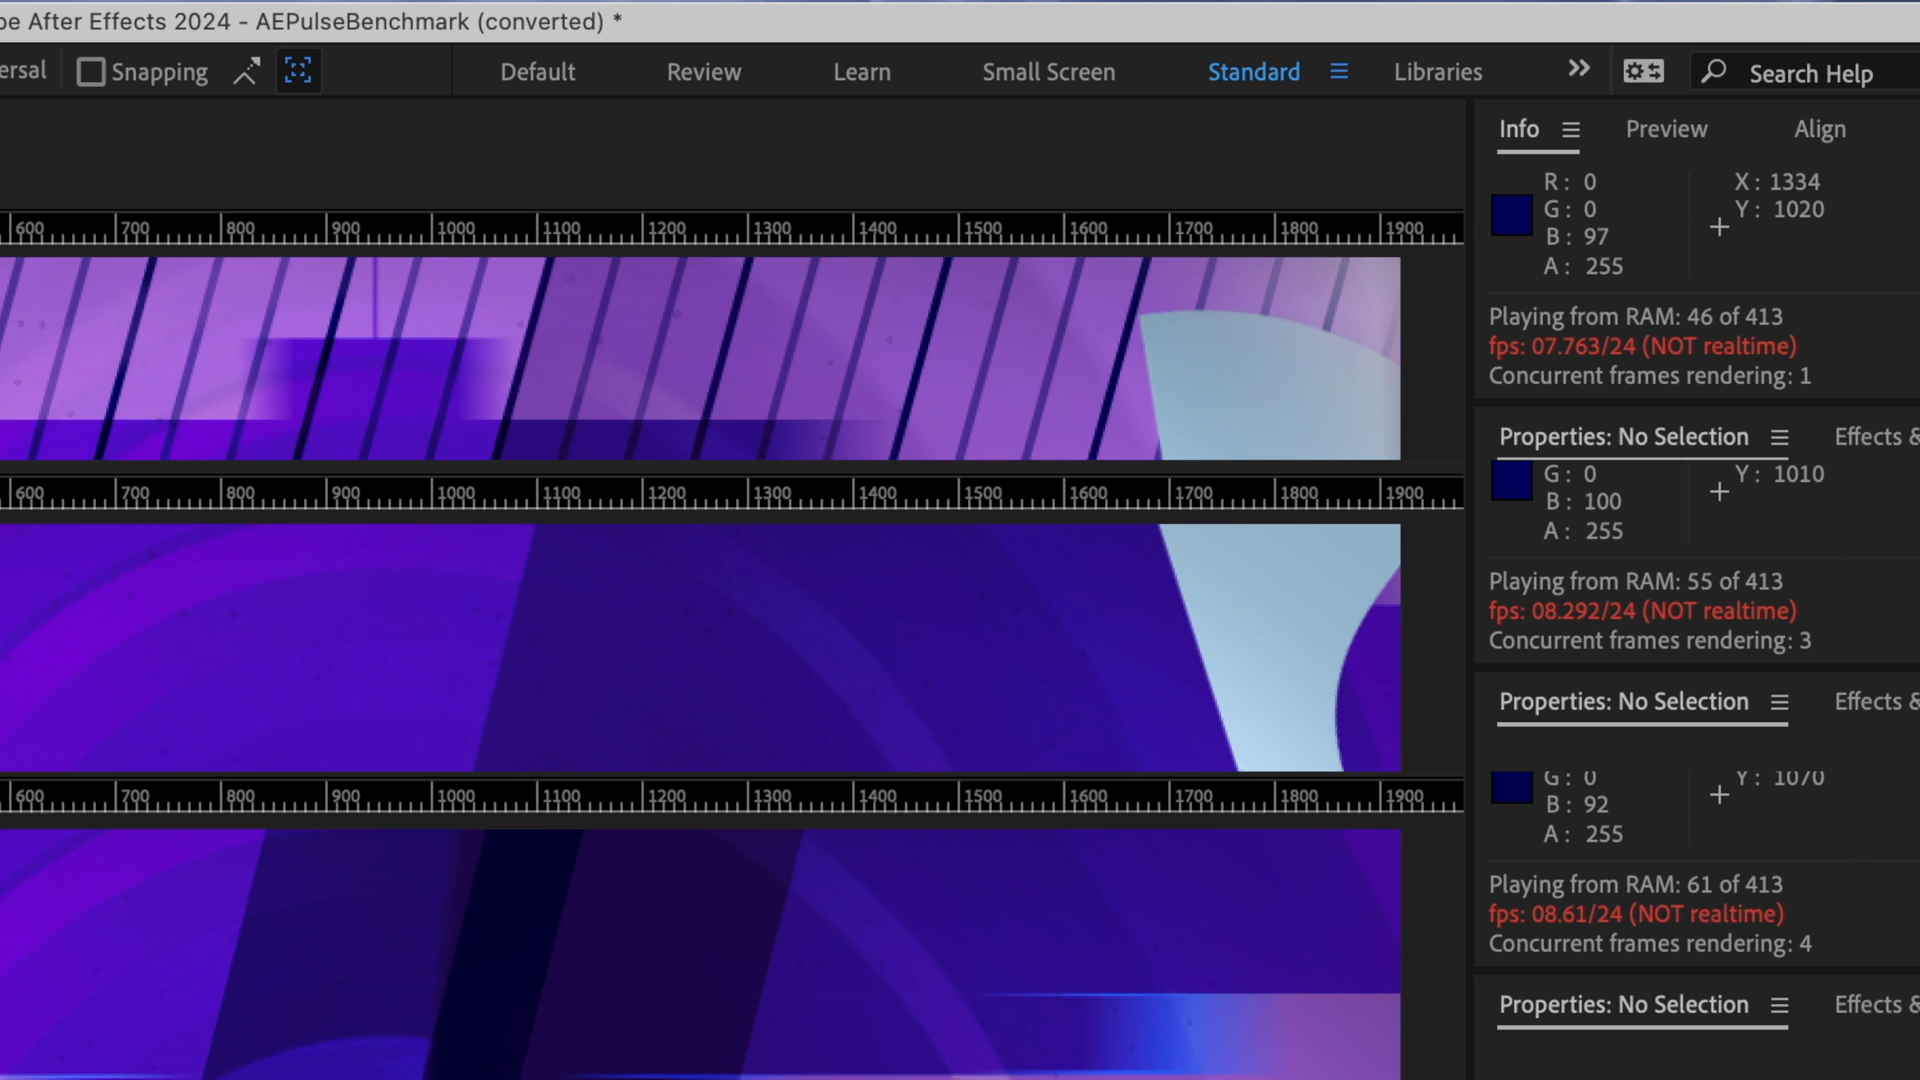 oe After Effects 2024 - AEPulseBenchmark (converted) *
ersal Snapping Default Review Learn Small Screen Standard Libraries Search Help
Info Preview Align
R: 0 X: 1334
G: 0 Y: 1020
B: 97
A: 255
600 700 800 900 1000 1100 1200 1300 1400 1500 1600 1700 1800 1900
Playing from RAM: 46 of 413
fps: 07.763/24 (NOT realtime)
Concurrent frames rendering: 1
Properties: No Selection Effects &
G: 0 Y: 1010
B: 100
A: 255
600 700 800 900 1000 1100 1200 1300 1400 1500 1600 1700 1800 1900
Playing from RAM: 55 of 413
fps: 08.292/24 (NOT realtime)
Concurrent frames rendering: 3
Properties: No Selection Effects &
G: 0 Y: 1070
B: 92
A: 255
600 700 800 900 1000 1100 1200 1300 1400 1500 1600 1700 1800 1900
Playing from RAM: 61 of 413
fps: 08.61/24 (NOT realtime)
Concurrent frames rendering: 4
Properties: No Selection Effects &